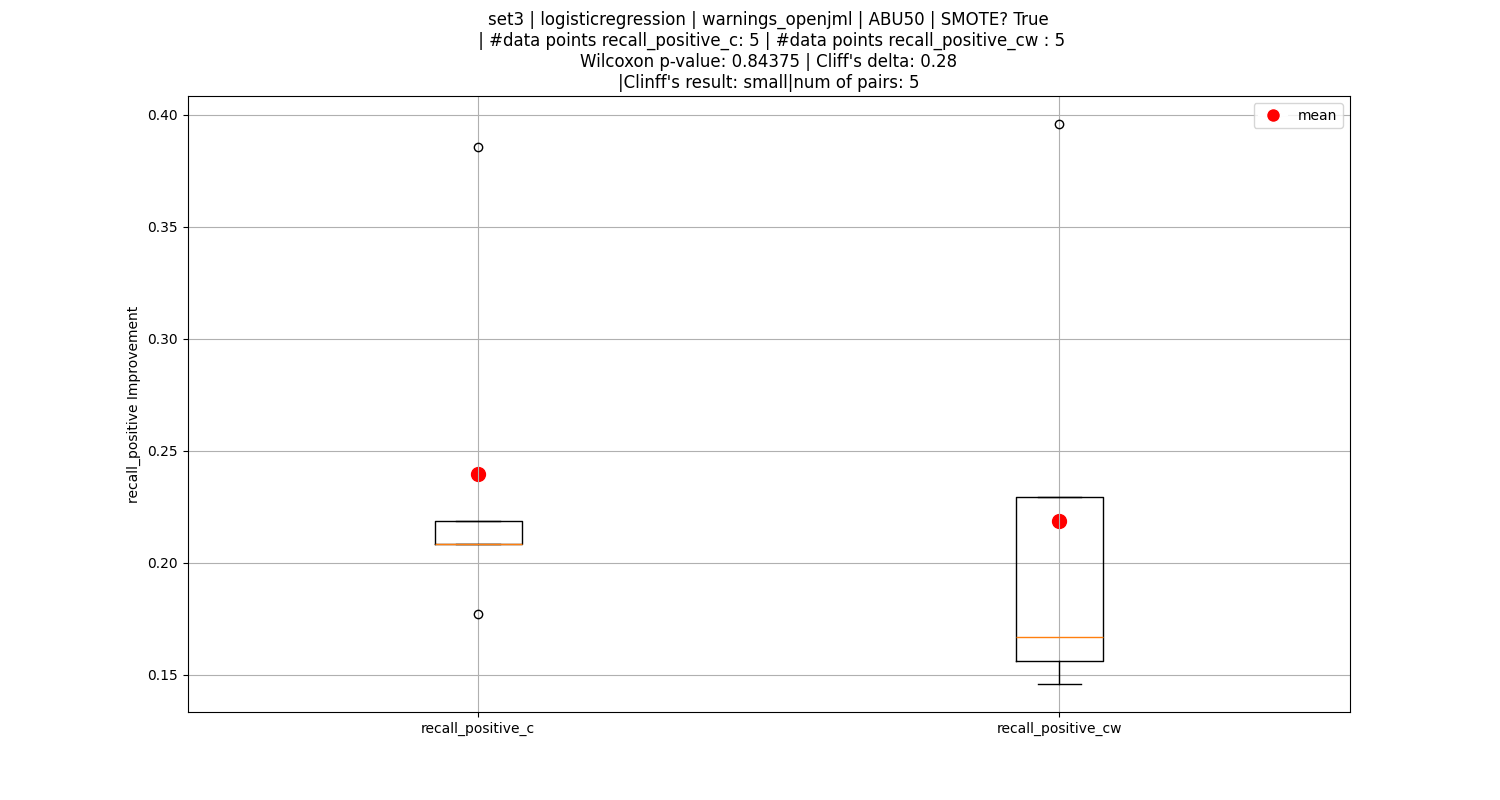 set3 | logisticregression | warnings_openjml | ABU50 | SMOTE? True
| #data points recall_positive_c: 5 | #data points recall_positive_cw : 5
Wilcoxon p-value: 0.84375 | Cliff's delta: 0.28
|Clinff's result: small|num of pairs: 5
mean
0.40
0.35
0.30
0.25
0.20
0.15
recall_positive Improvement
recall_positive_c
recall_positive_cw